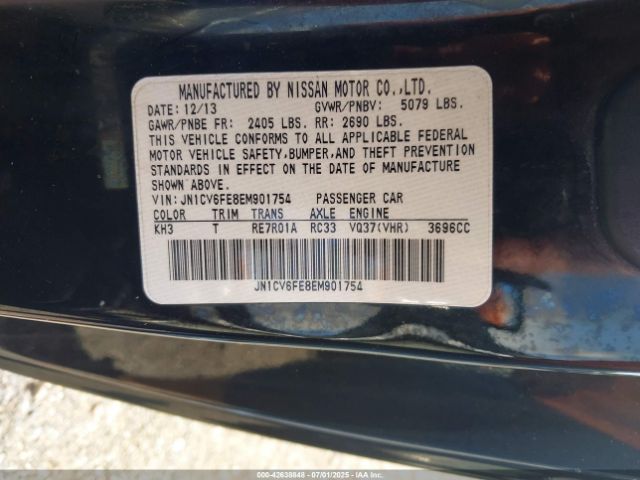 MANUFACTURED BY NISSAN MOTOR CO.,LTD.
DATE: 12/13 GVWR/PNBV: 5079 LBS.
GAWR/PNBE FR: 2405 LBS. RR: 2690 LBS.
THIS VEHICLE CONFORMS TO ALL APPLICABLE FEDERAL
MOTOR VEHICLE SAFETY,BUMPER,AND THEFT PREVENTION
STANDARDS IN EFFECT ON THE DATE OF MANUFACTURE
SHOWN ABOVE.
VIN: JN1CV6FE8EM901754 PASSENGER CAR
COLOR TRIM TRANS AXLE ENGINE
KH3 T RE7R01A RC33 VQ37(VHR) 3696CC
JN1CV6FE8EM901754
000-42638848 - 07/01/2025 - IAA Inc.